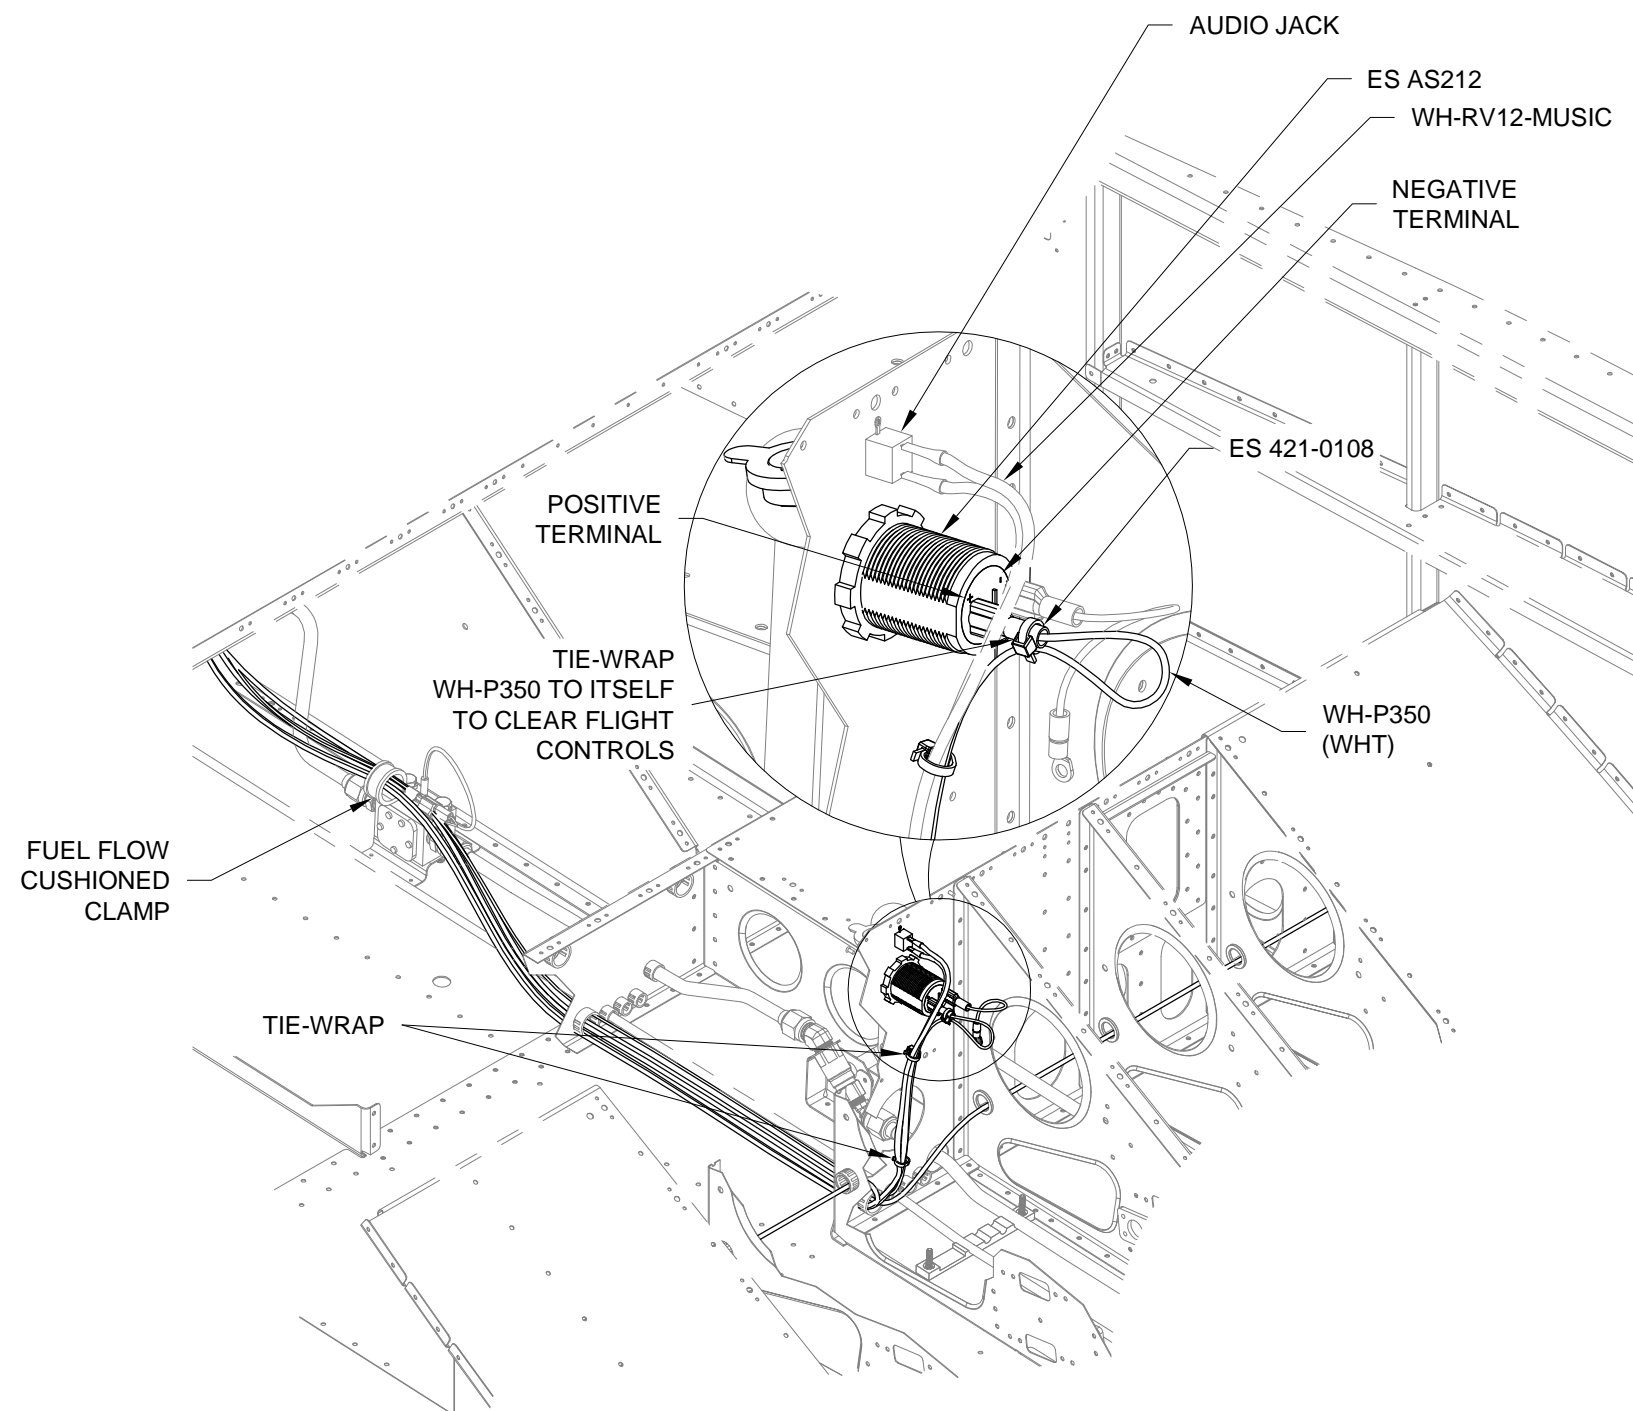 AUDIO JACK
ES AS212
WH-RV12-MUSIC
NEGATIVE
TERMINAL
ES 421-0108
POSITIVE
TERMINAL
TIE-WRAP
WH-P350 TO ITSELF
TO CLEAR FLIGHT
CONTROLS
WH-P350
(WHT)
FUEL FLOW
CUSHIONED
CLAMP
TIE-WRAP